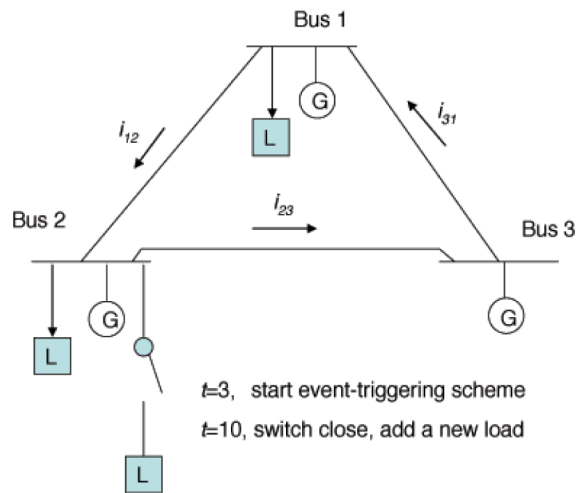 Bus 1
G
L
i12
i31
i23
Bus 2
Bus 3
G
L
G
t=3, start event-triggering scheme
t=10, switch close, add a new load
L